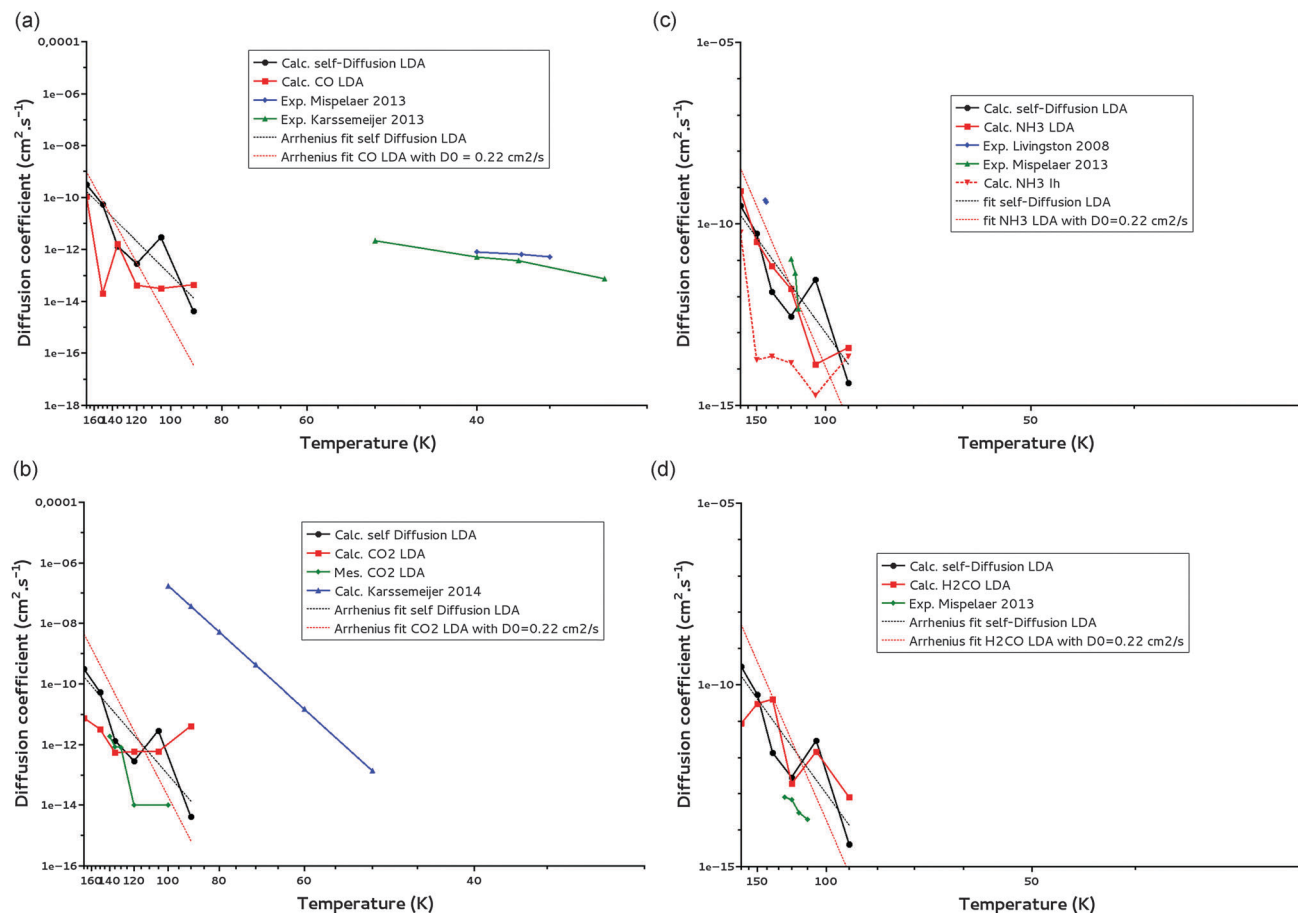 (a)
0,0001
1e-06
1e-08
1e-10
1e-12
1e-14
1e-16
1e-18
Diffusion coefficient (cm².s⁻¹)
Calc. self-Diffusion LDA
Calc. CO LDA
Exp. Mispelaer 2013
Exp. Karssemeijer 2013
Arrhenius fit self Diffusion LDA
Arrhenius fit CO LDA with D0 = 0.22 cm2/s
160 140 120 100 60 40
Temperature (K)
(b)
0,0001
1e-06
1e-08
1e-10
1e-12
1e-14
1e-16
Diffusion coefficient (cm².s⁻¹)
Calc. self Diffusion LDA
Calc. CO2 LDA
Mes. CO2 LDA
Calc. Karssemeijer 2014
Arrhenius fit self Diffusion LDA
Arrhenius fit CO2 LDA with D0=0.22 cm2/s
160 140 120 100 80 60 40
Temperature (K)
(c)
1e-05
1e-10
1e-15
Diffusion coefficient (cm².s⁻¹)
Calc. self-Diffusion LDA
Calc. NH3 LDA
Exp. Livingston 2008
Exp. Mispelaer 2013
Calc. NH3 Ih
fit self-Diffusion LDA
fit NH3 LDA with D0=0.22 cm2/s
150 100 50
Temperature (K)
(d)
1e-05
1e-10
1e-15
Diffusion coefficient (cm².s⁻¹)
Calc. self-Diffusion LDA
Calc. H2CO LDA
Exp. Mispelaer 2013
Arrhenius fit self-Diffusion LDA
Arrhenius fit H2CO LDA with D0=0.22 cm2/s
150 100 50
Temperature (K)